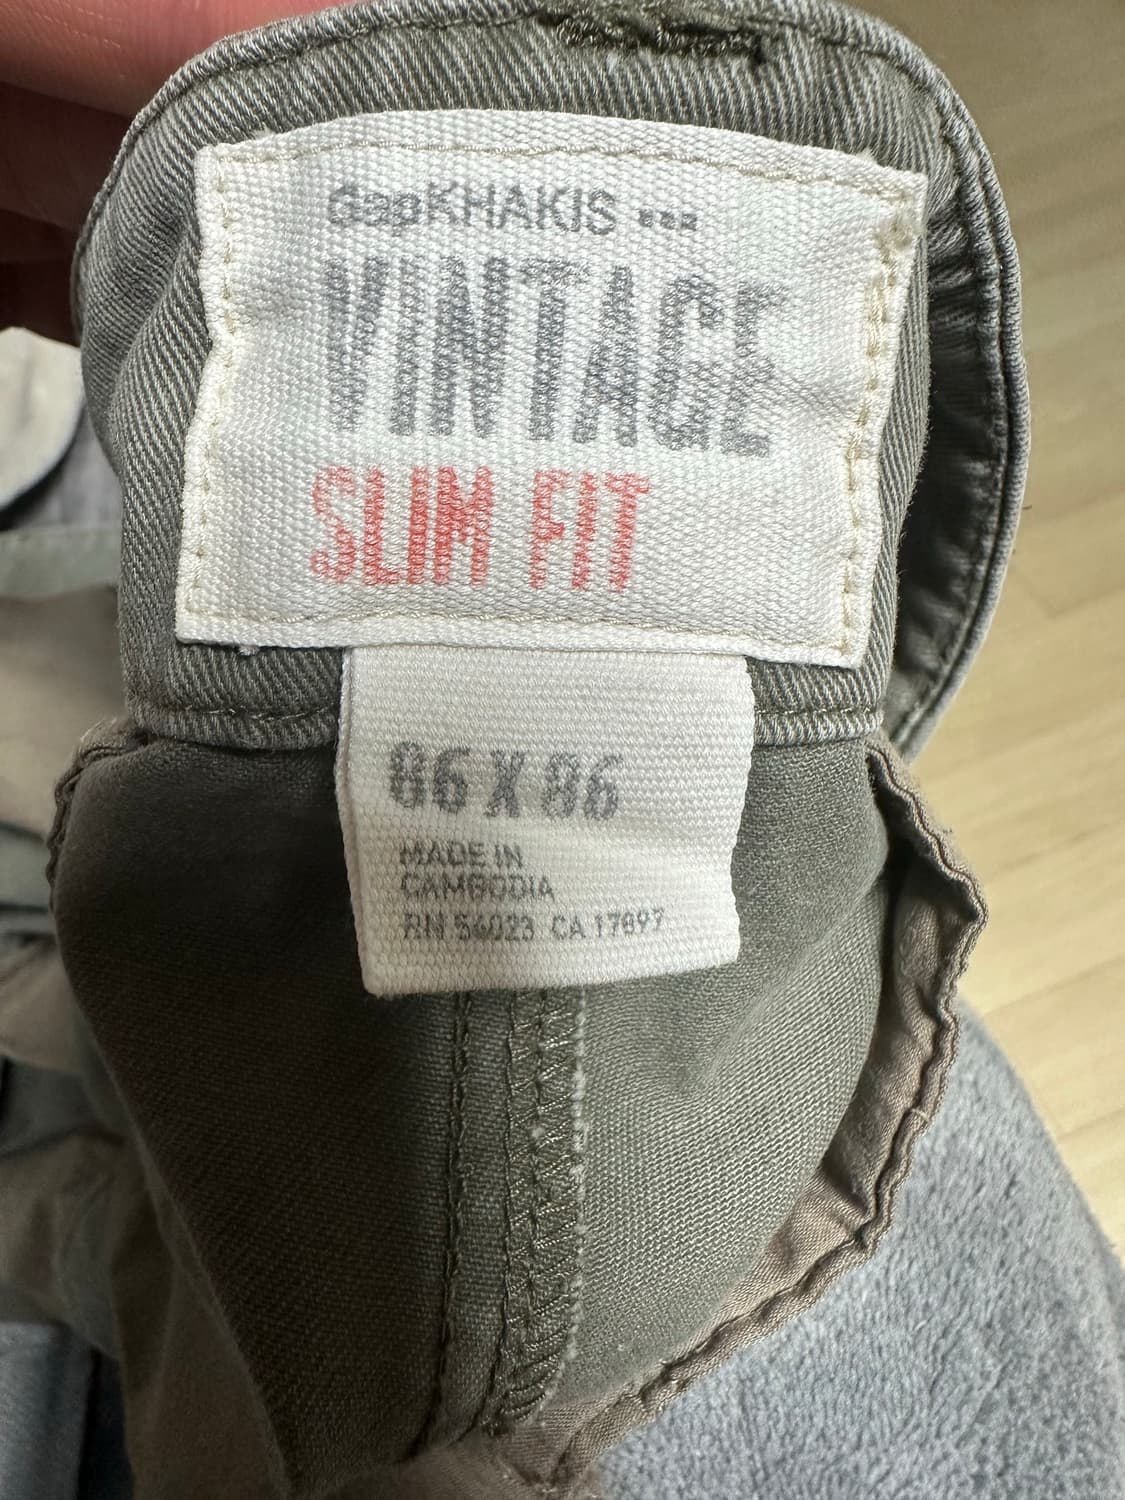 GapKHAKIS
VINTAGE
SLIM FIT
86 X 86
MADE IN
CAMBODIA
RN 54023 CA 17897